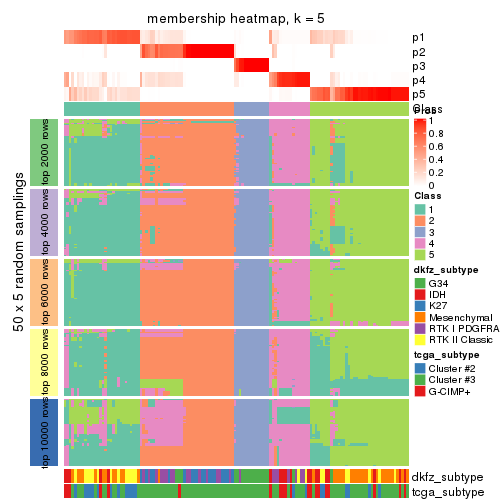 membership heatmap, k = 5
p1
p2
p3
p4
p5
Class
Prob
1
0.8
0.6
0.4
0.2
0
Class
1
2
3
4
5
dkfz_subtype
G34
IDH
K27
Mesenchymal
RTK I PDGFRA
RTK II Classic
tcga_subtype
Cluster #2
Cluster #3
G-CIMP+
50 x 5 random samplings
top 2000 rows
top 4000 rows
top 6000 rows
top 8000 rows
top 10000 rows
dkfz_subtype
tcga_subtype